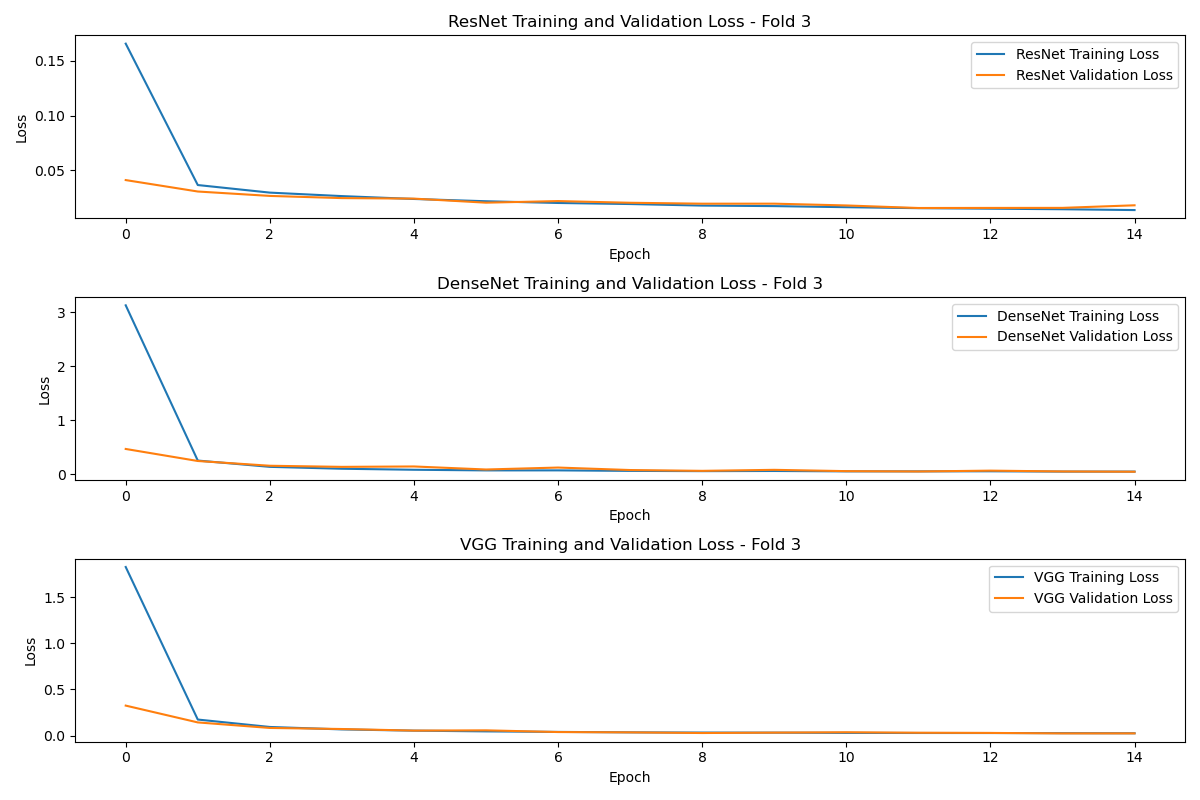 ResNet Training and Validation Loss - Fold 3
0.15
0.10
0.05
Loss
ResNet Training Loss
ResNet Validation Loss
0 2 4 6 8 10 12 14
Epoch
DenseNet Training and Validation Loss - Fold 3
3
2
1
0
Loss
DenseNet Training Loss
DenseNet Validation Loss
0 2 4 6 8 10 12 14
Epoch
VGG Training and Validation Loss - Fold 3
1.5
1.0
0.5
0.0
Loss
VGG Training Loss
VGG Validation Loss
0 2 4 6 8 10 12 14
Epoch